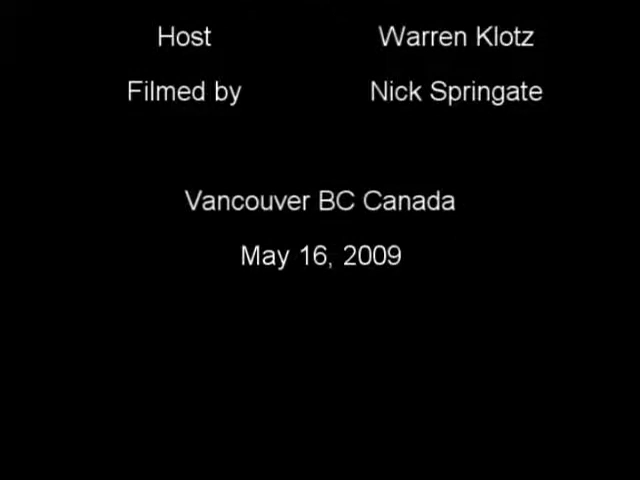 Host Warren Klotz
Filmed by Nick Springate
Vancouver BC Canada
May 16, 2009